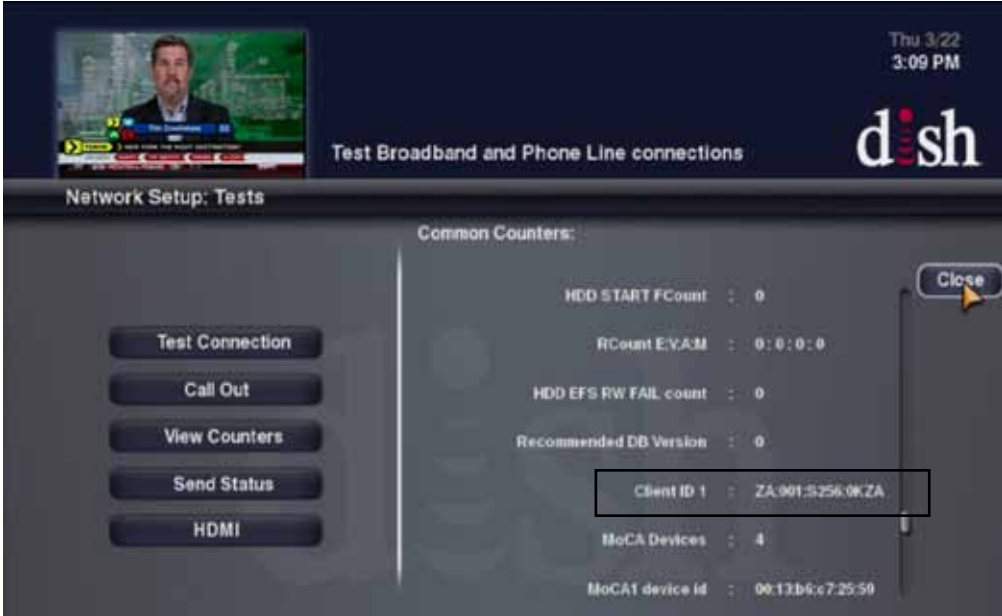 Thu 3/22
3:09 PM
dish
Test Broadband and Phone Line connections
Network Setup: Tests
Common Counters:
Close
HDD START FCount : 0
Test Connection
RCount E:V:A:M : 0:0:0:0
Call Out
HDD EFS RW FAIL count : 0
View Counters
Recommended DB Version : 0
Send Status
Client ID 1 : ZA:001:S256:0KZA
HDMI
MoCA Devices : 4
MoCA1 device id : 00:13:b6:c7:25:59